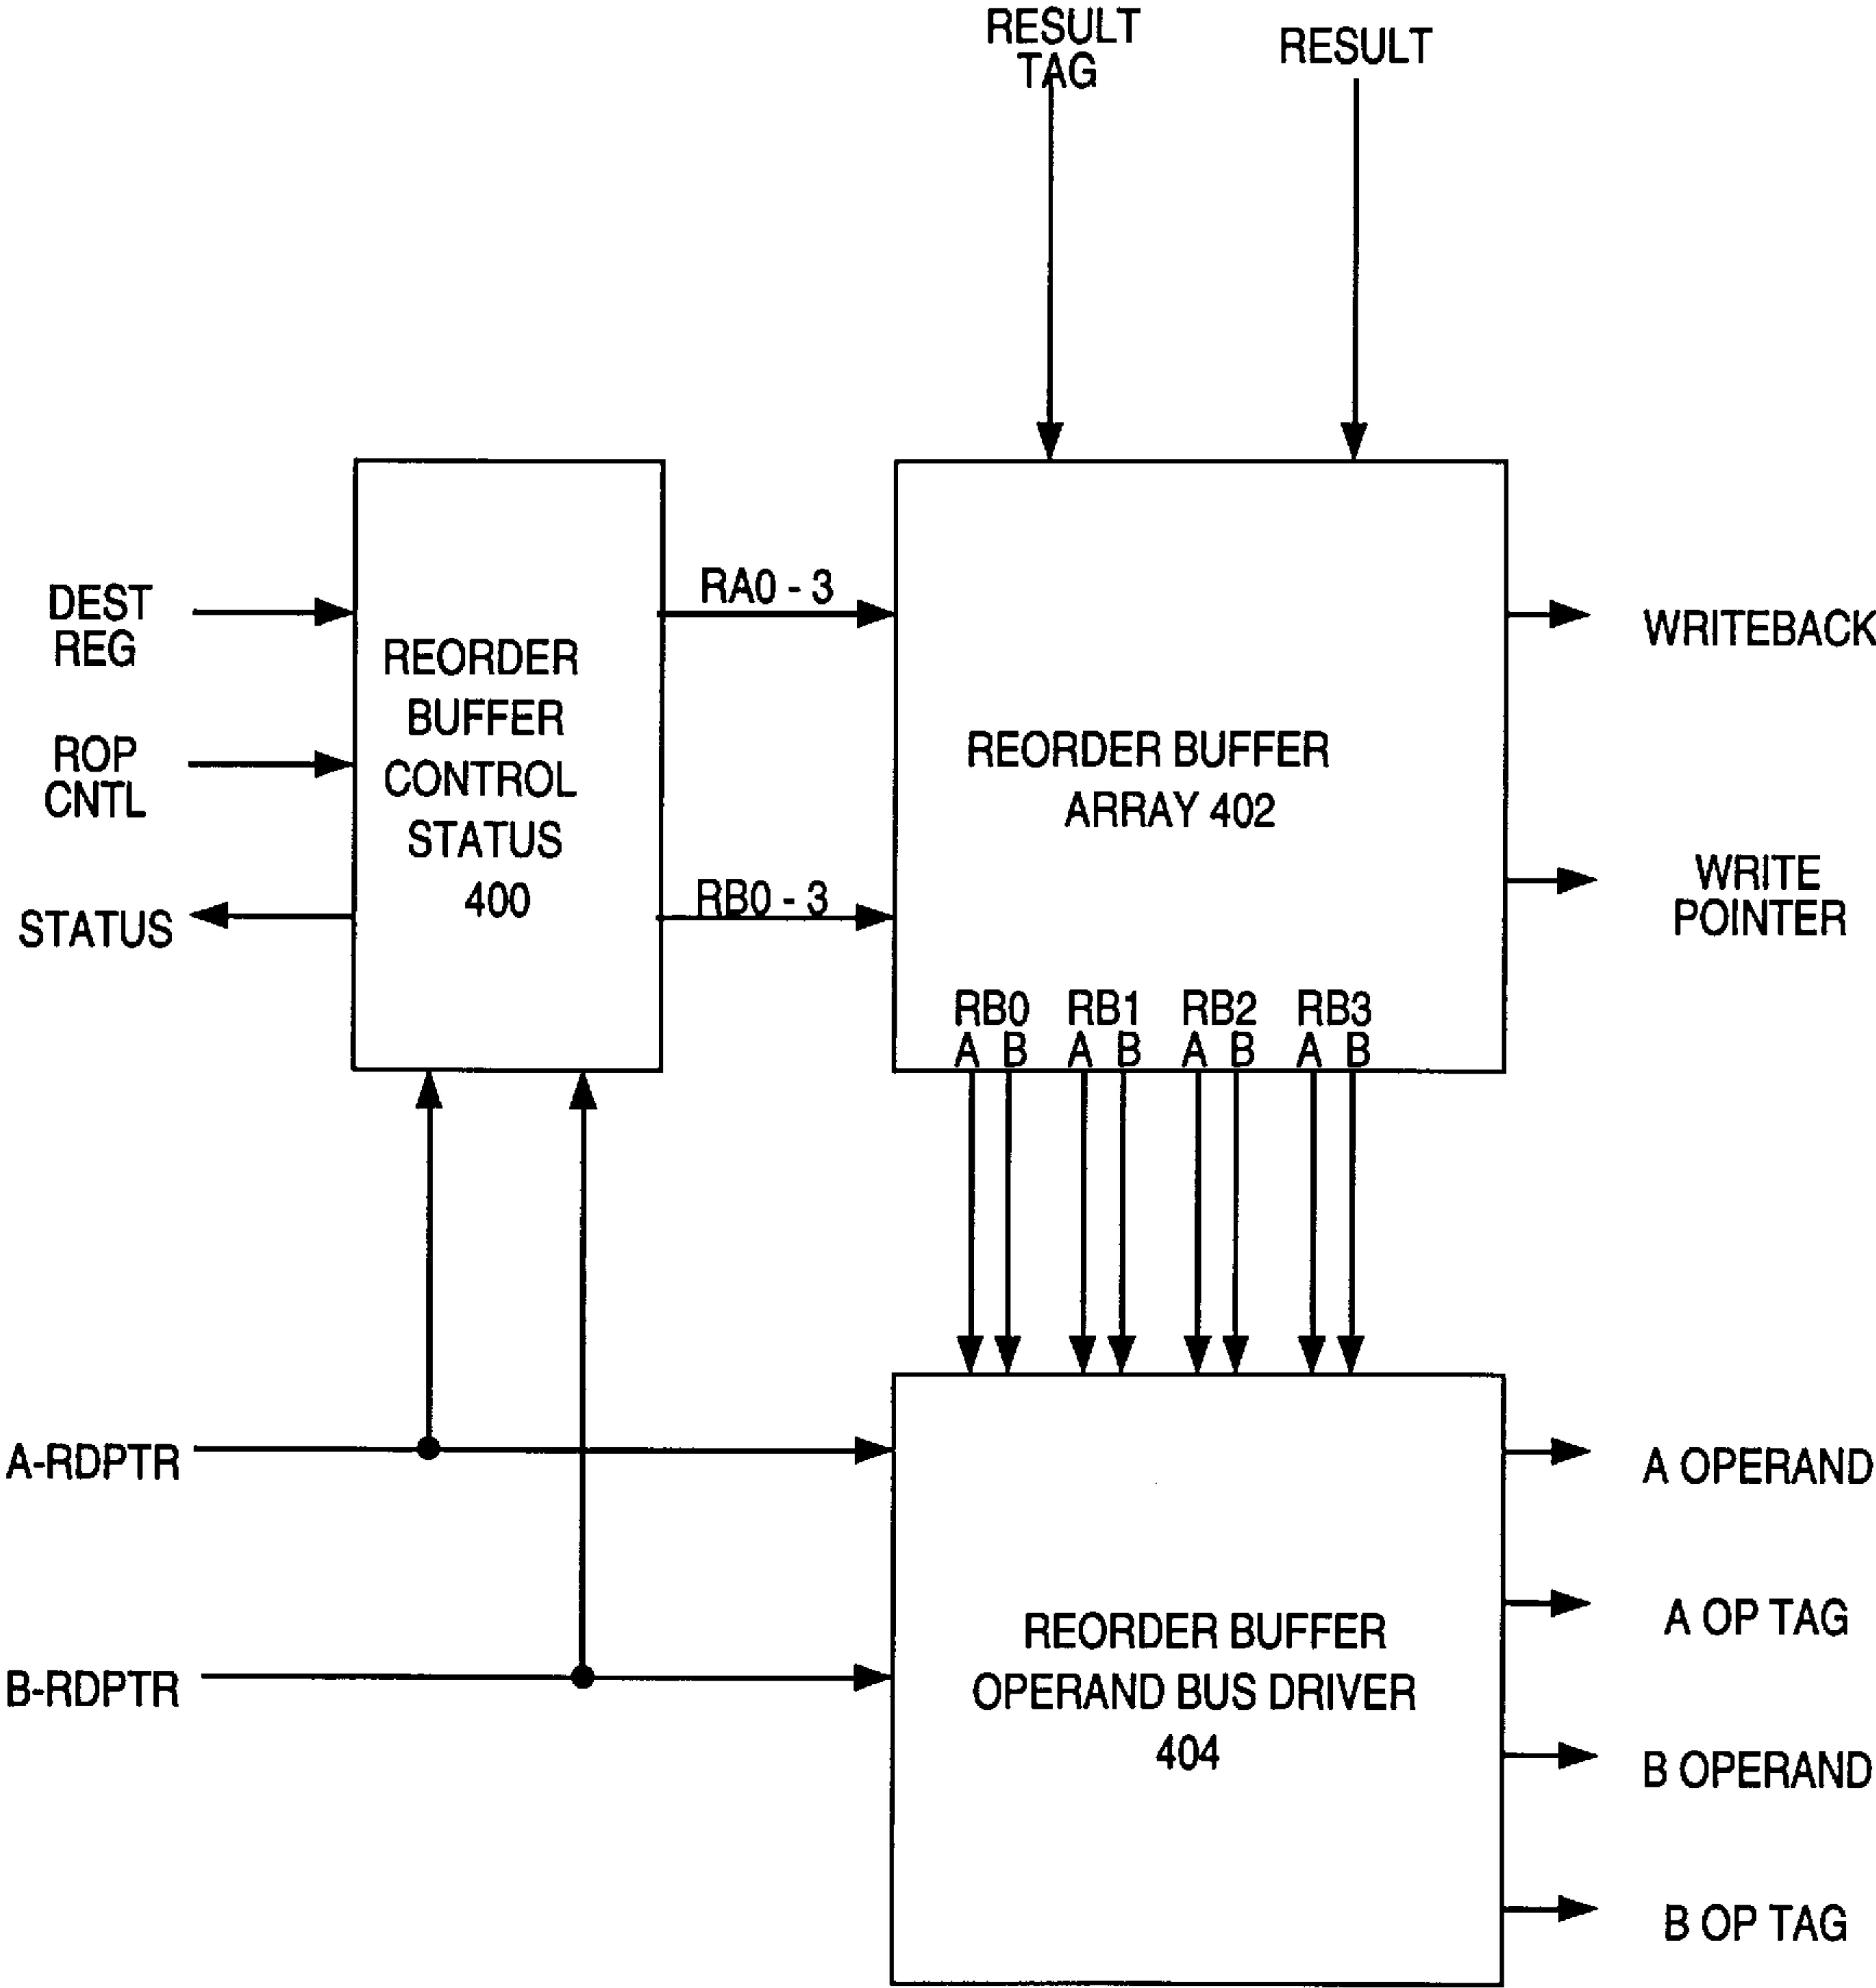 RESULT
TAG
RESULT
DEST
REG
ROP
CNTL
STATUS
REORDER
BUFFER
CONTROL
STATUS
400
RA0 - 3
RB0 - 3
REORDER BUFFER
ARRAY 402
WRITEBACK
WRITE
POINTER
RB0 RB1 RB2 RB3
A B A B A B A B
A-RDPTR
B-RDPTR
REORDER BUFFER
OPERAND BUS DRIVER
404
A OPERAND
A OP TAG
B OPERAND
B OP TAG